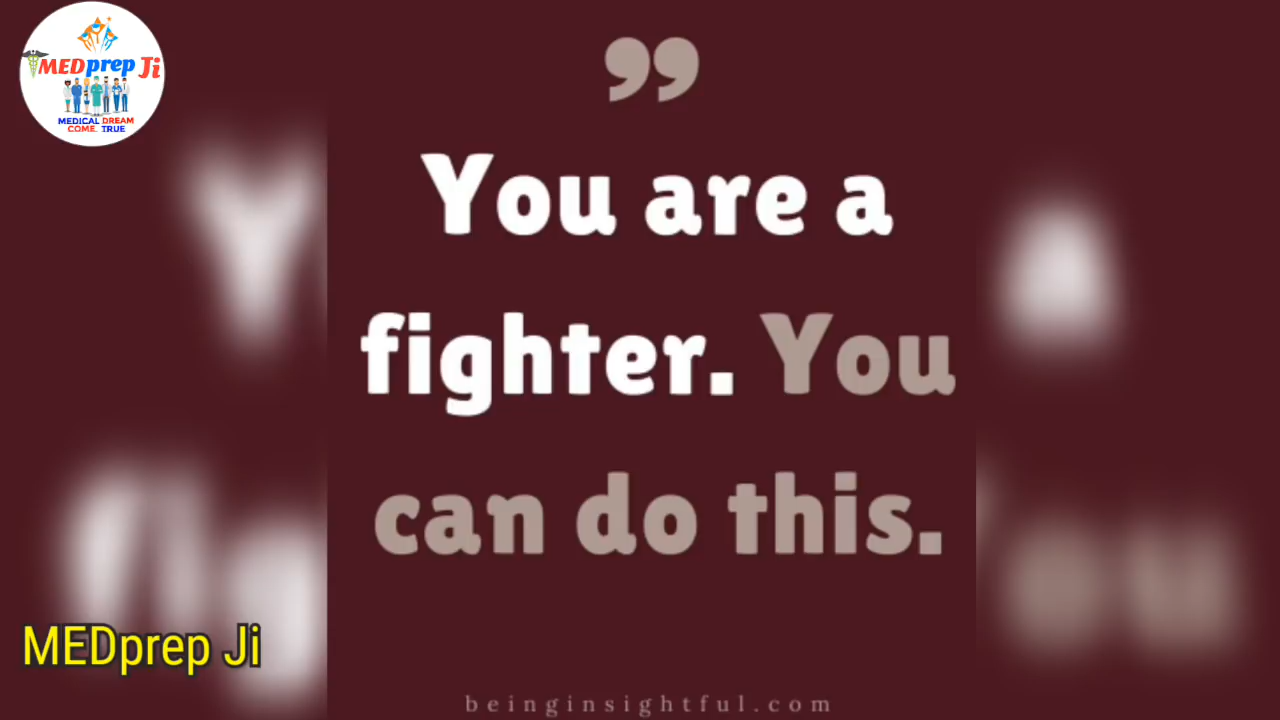 MEDprep Ji
MEDICAL DREAM
COME. TRUE
”
You are a
fighter. You
can do this.
MEDprep Ji
beinginsightful.com